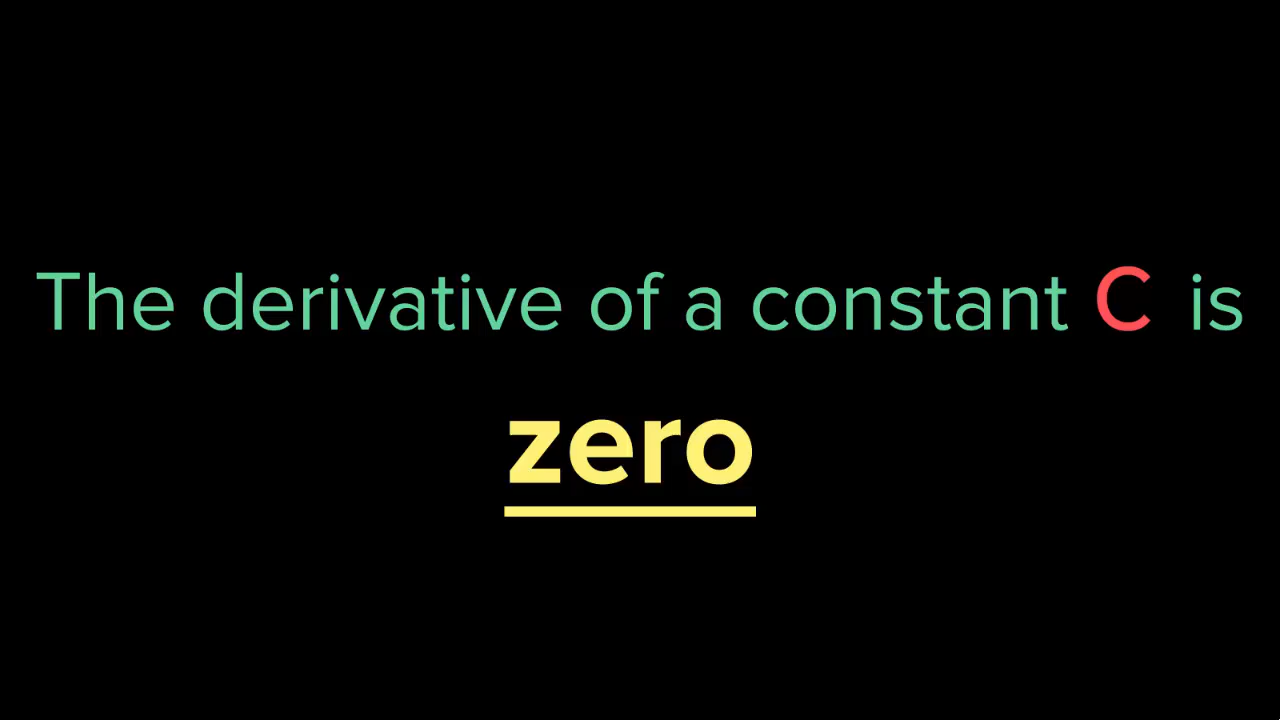 The derivative of a constant C is
zero